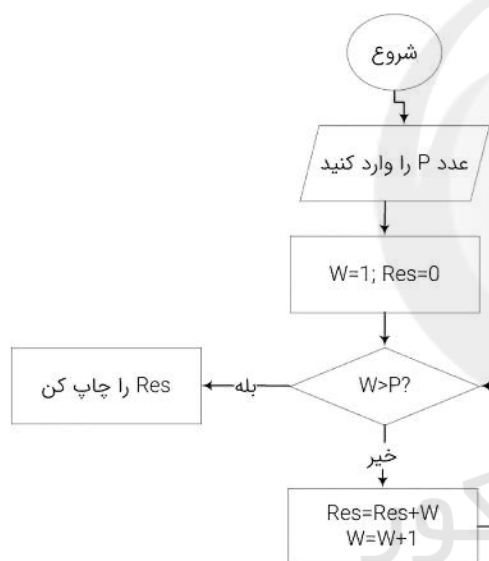 شروع
عدد P را وارد کنید
W=1; Res=0
W>P?
بله
Res را چاپ کن
خیر
Res=Res+W
W=W+1